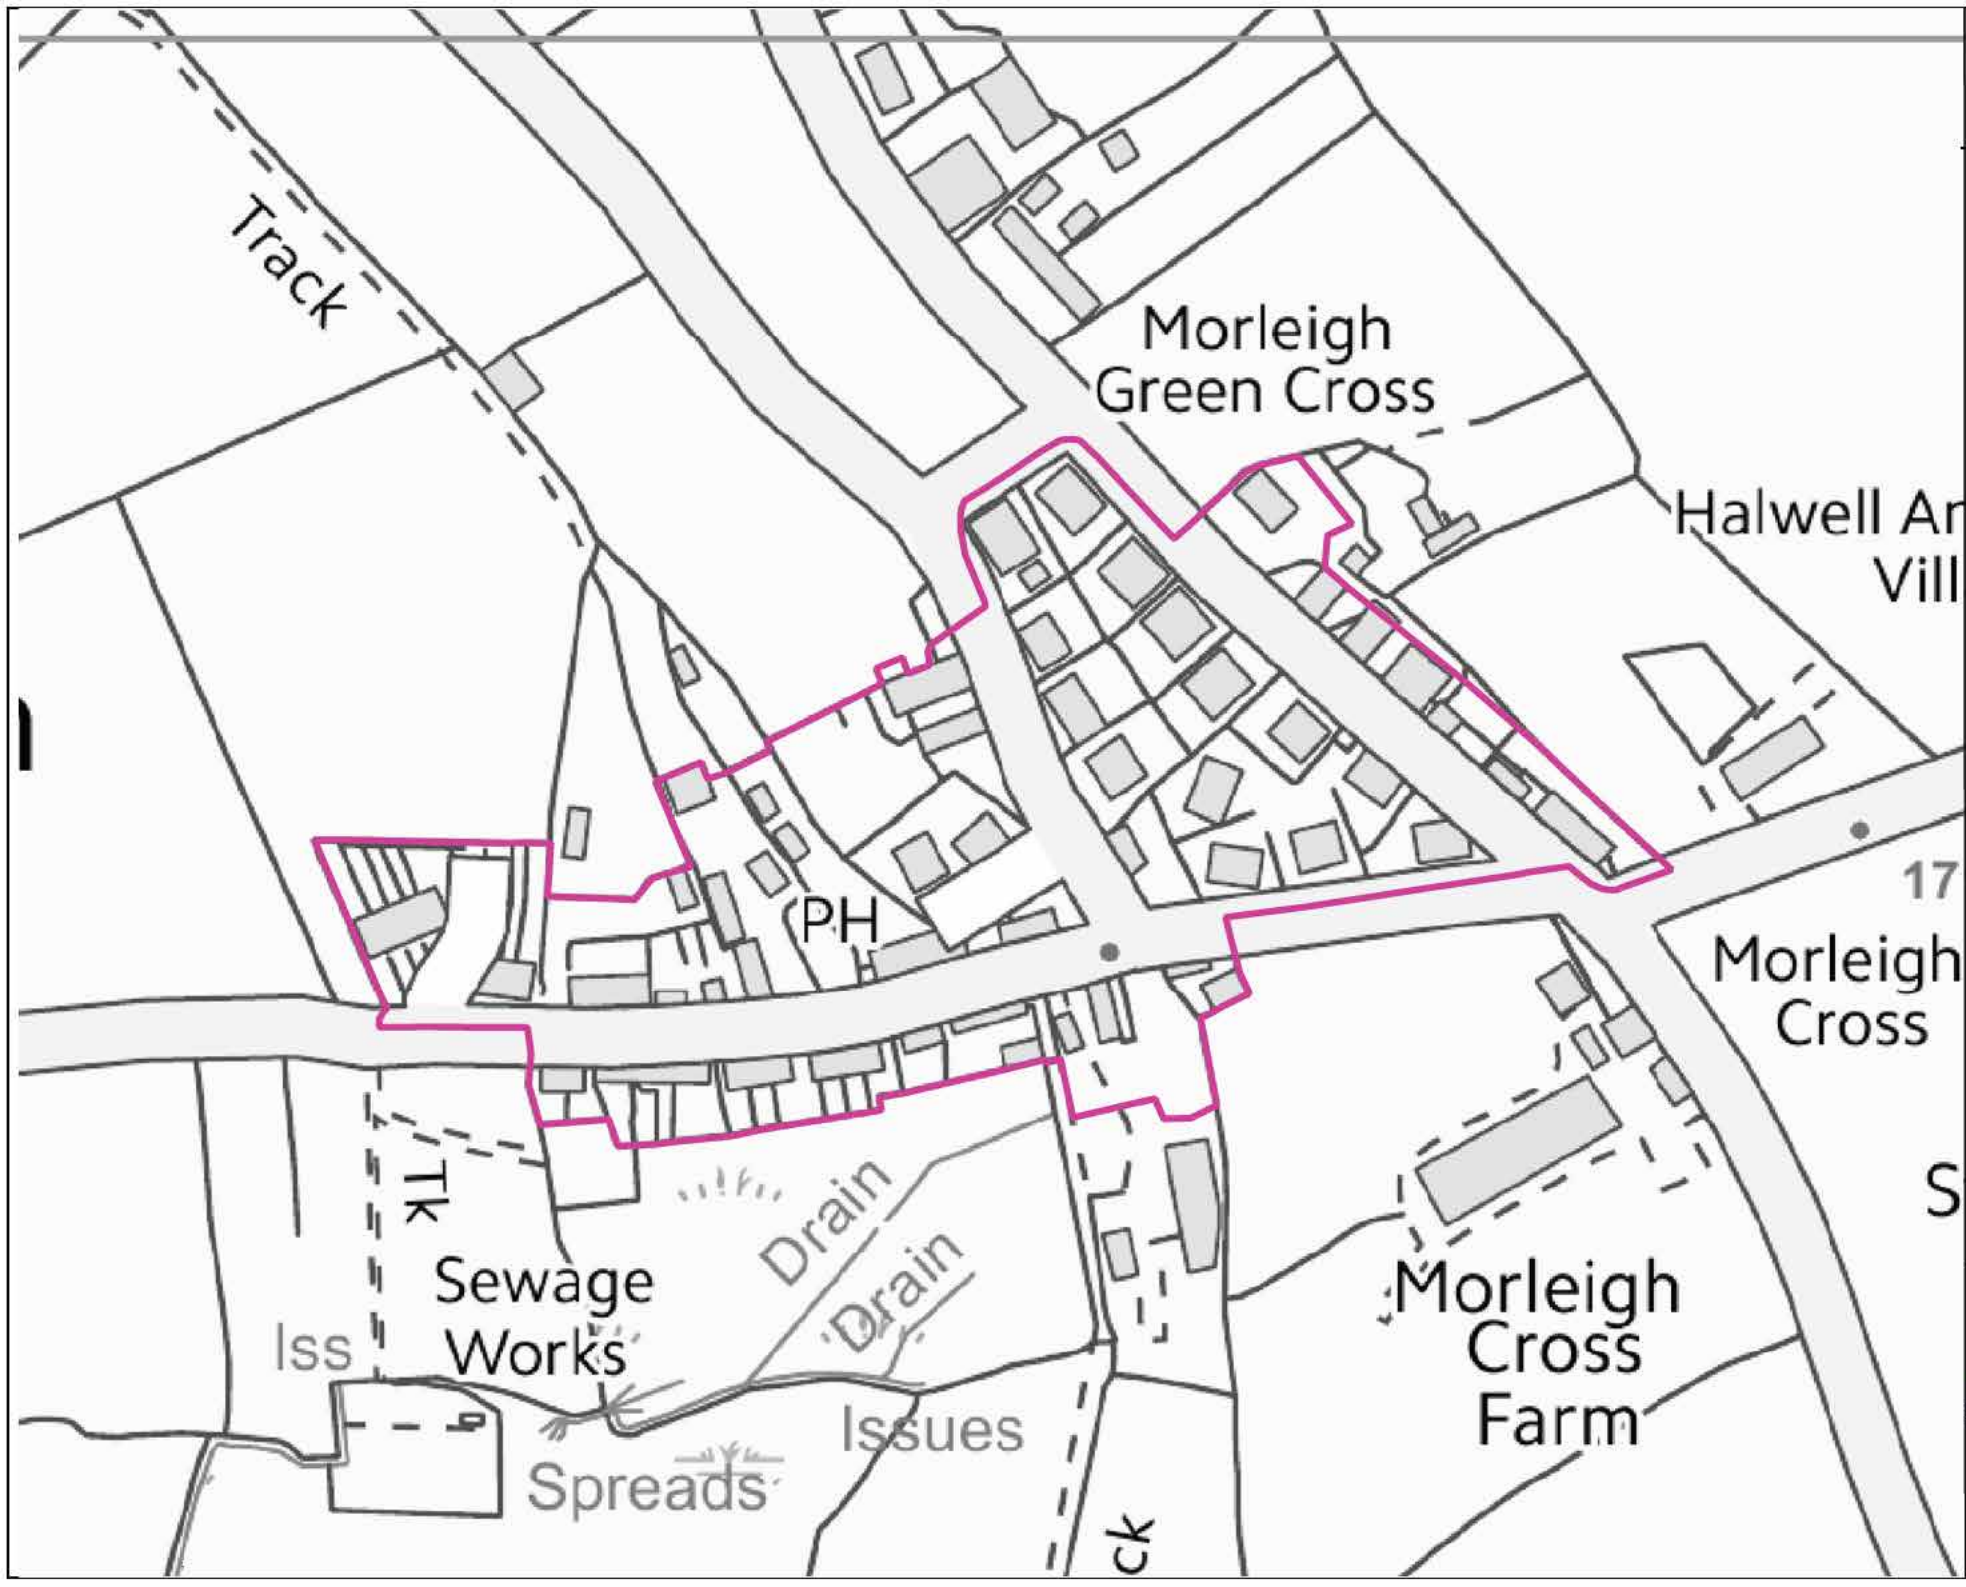 Track
Morleigh
Green Cross
Halwell Ar
Vill
PH
17
Morleigh
Cross
Tk
Drain
Drain
S
Sewage
Works
Iss
Morleigh
Cross
Farm
Issues
Spreads
ck